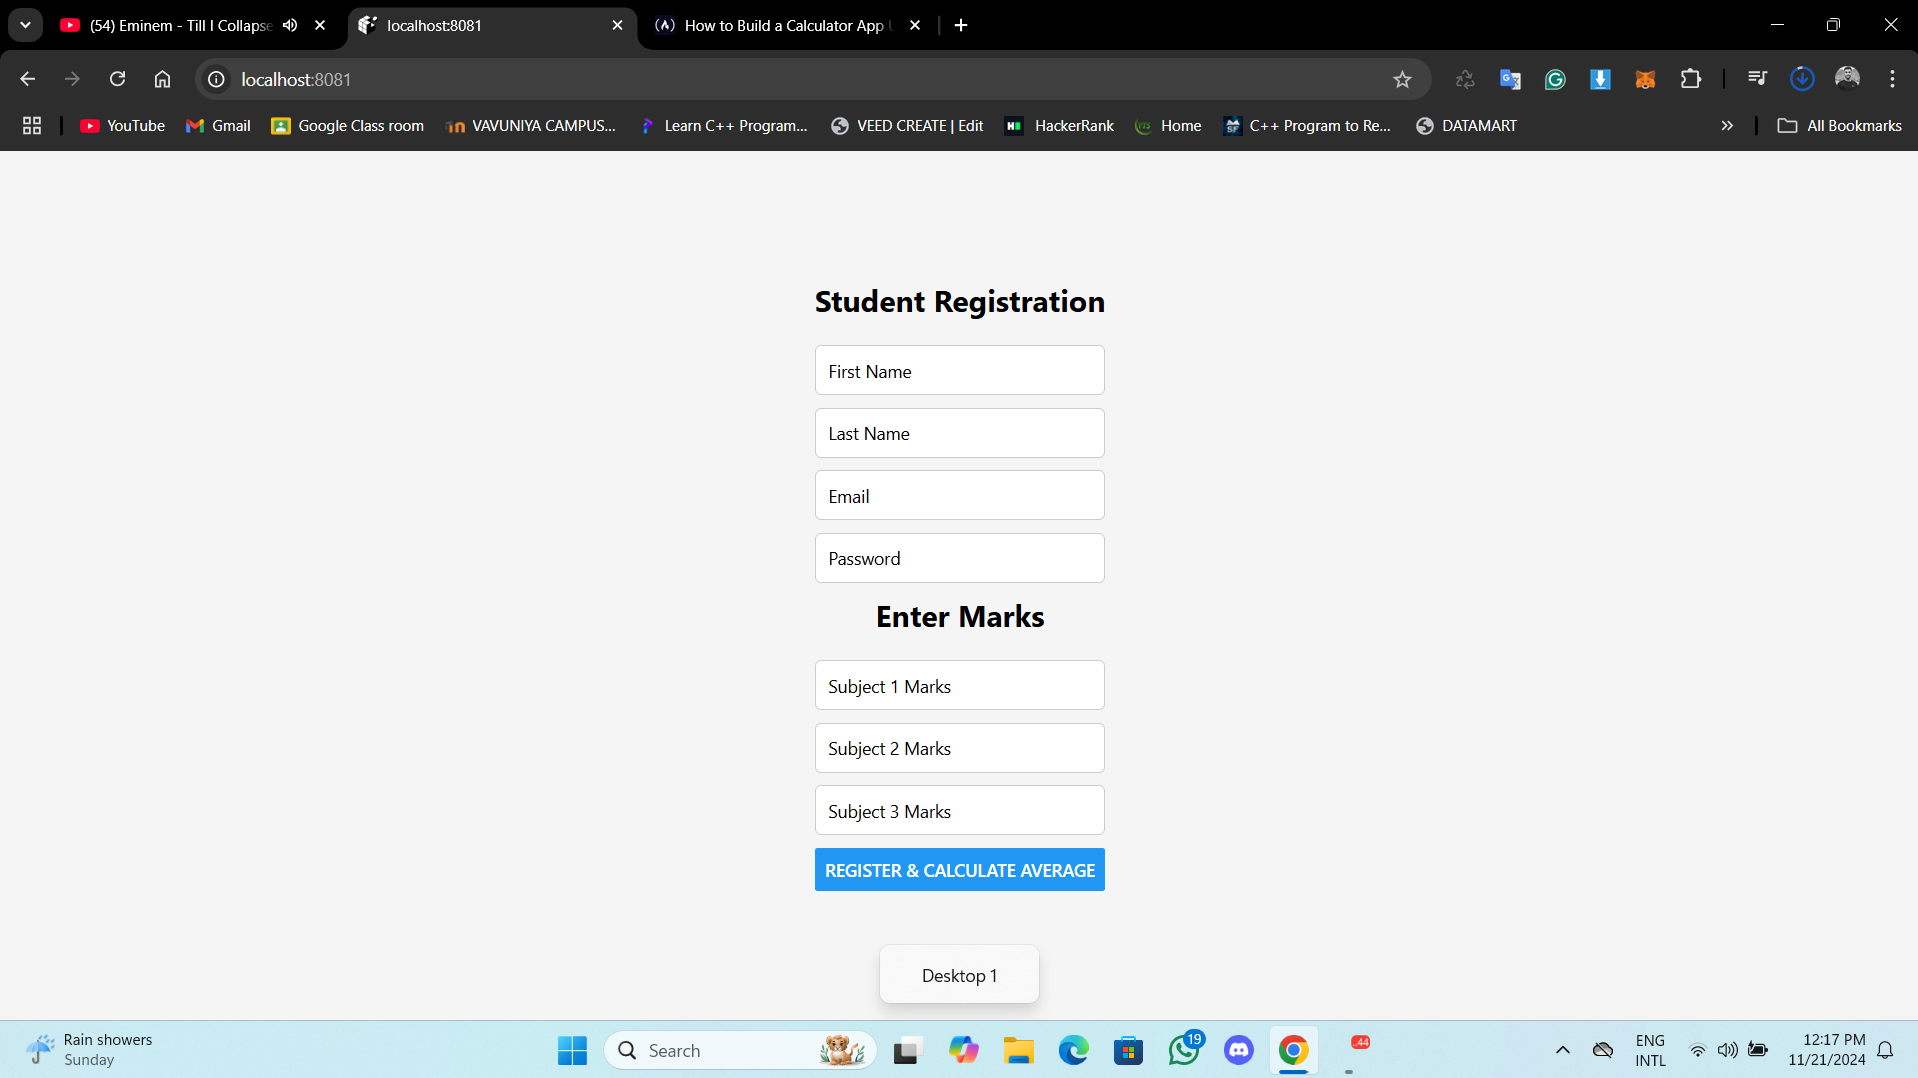 (54) Eminem - Till I Collapse
localhost:8081
How to Build a Calculator App U
localhost:8081
YouTube
Gmail
Google Class room
VAVUNIYA CAMPUS...
Learn C++ Program...
VEED CREATE | Edit
HackerRank
Home
C++ Program to Re...
DATAMART
All Bookmarks
Student Registration
First Name
Last Name
Email
Password
Enter Marks
Subject 1 Marks
Subject 2 Marks
Subject 3 Marks
REGISTER & CALCULATE AVERAGE
Desktop 1
Rain showers
Sunday
Search
19
.44
ENG
INTL
12:17 PM
11/21/2024